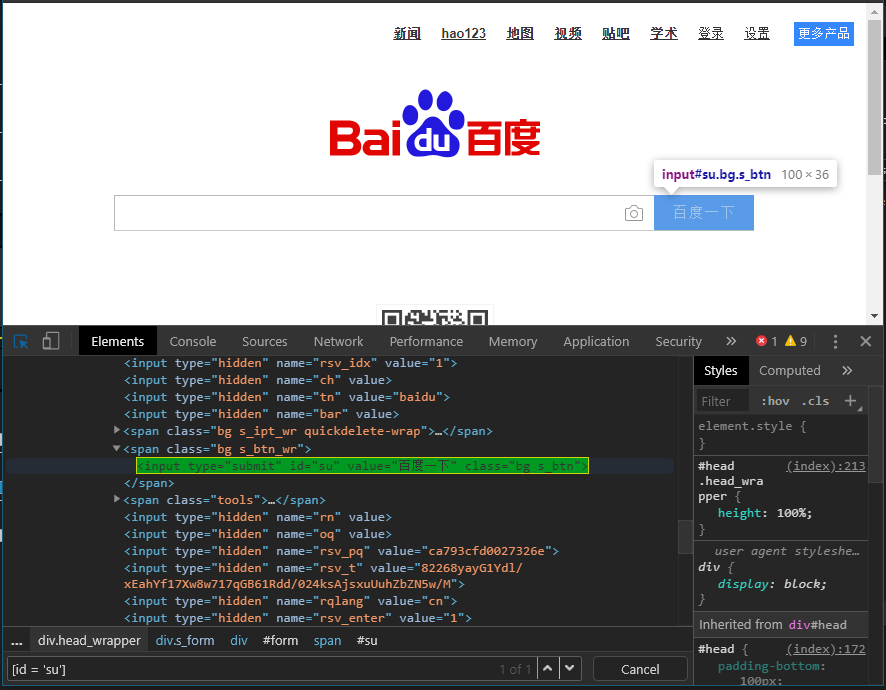 新闻 hao123 地图 视频 贴吧 学术 登录 设置 更多产品
Bai du 百度
input#su.bg.s_btn 100 × 36
百度一下
Elements Console Sources Network Performance Memory Application Security » 1 9
<input type="hidden" name="rsv_idx" value="1">
<input type="hidden" name="ch" value>
<input type="hidden" name="tn" value="baidu">
<input type="hidden" name="bar" value>
<span class="bg s_ipt_wr quickdelete-wrap">…</span>
<span class="bg s_btn_wr">
<input type="submit" id="su" value="百度一下" class="bg s_btn">
</span>
<span class="tools">…</span>
<input type="hidden" name="rn" value>
<input type="hidden" name="oq" value>
<input type="hidden" name="rsv_pq" value="ca793cfd0027326e">
<input type="hidden" name="rsv_t" value="82268yayG1Ydl/
xEahYf17Xw8w717qGB61Rdd/024ksAjsxuUuhZbZN5w/M">
<input type="hidden" name="rqlang" value="cn">
<input type="hidden" name="rsv_enter" value="1">
... div.head_wrapper div.s_form div #form span #su
[id = 'su'] 1 of 1 Cancel
Styles Computed »
Filter :hov .cls +
element.style {
}
#head (index):213
.head_wra
pper {
height: 100%;
}
user agent styleshe…
div {
display: block;
}
Inherited from div#head
#head { (index):172
padding-bottom:
100px;